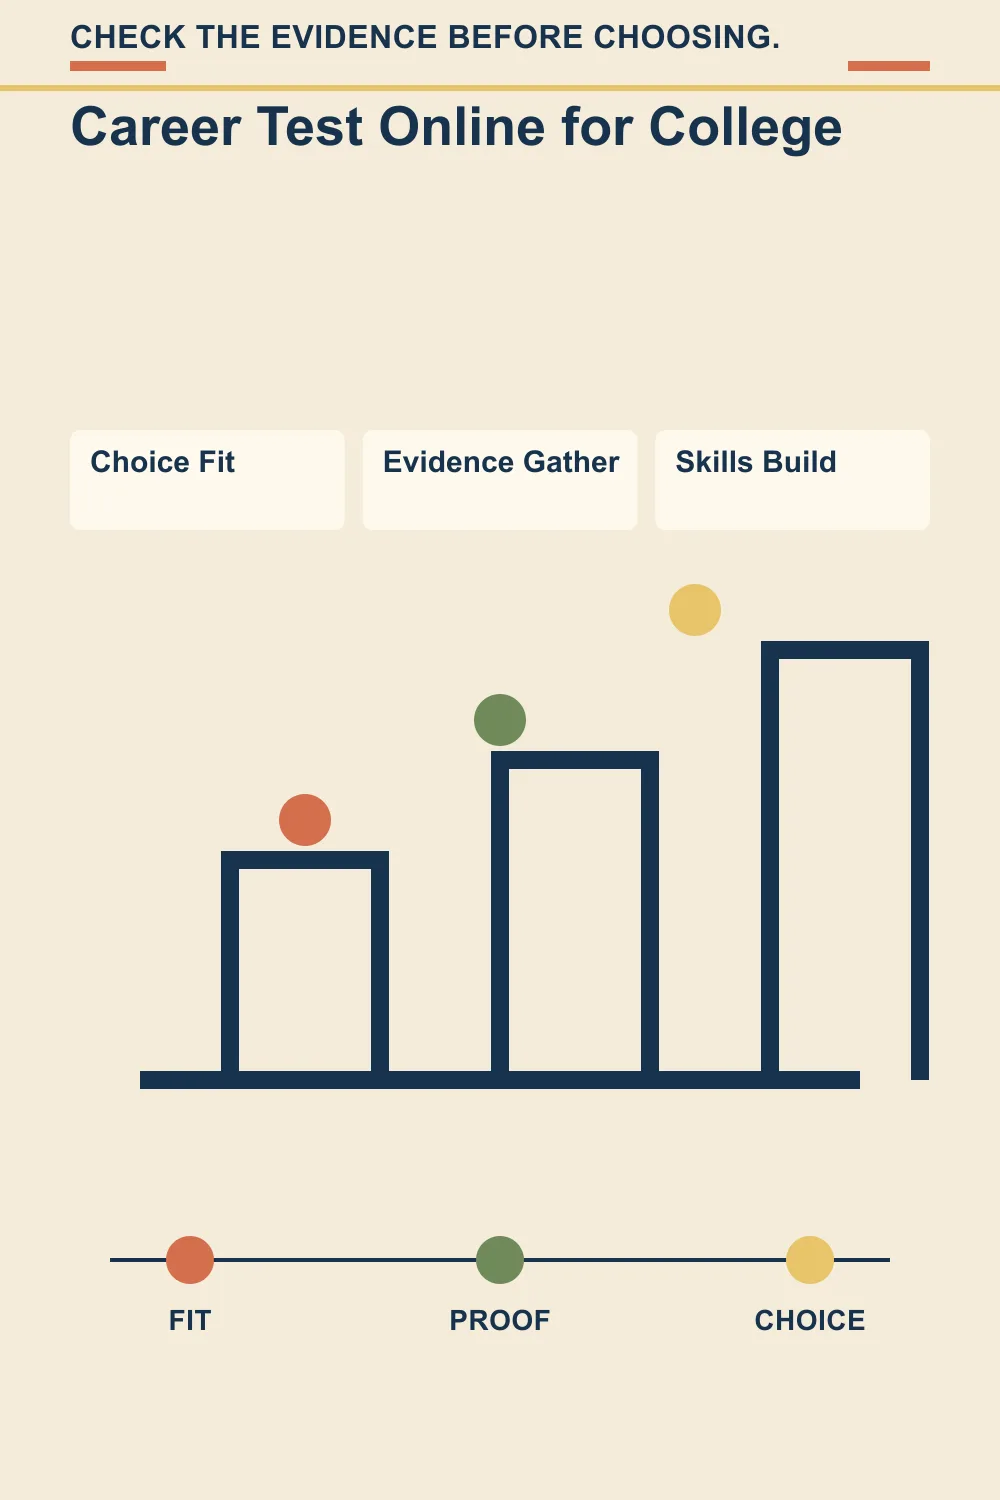 CHECK THE EVIDENCE BEFORE CHOOSING.
Career Test Online for College
Choice Fit
Evidence Gather
Skills Build
FIT
PROOF
CHOICE